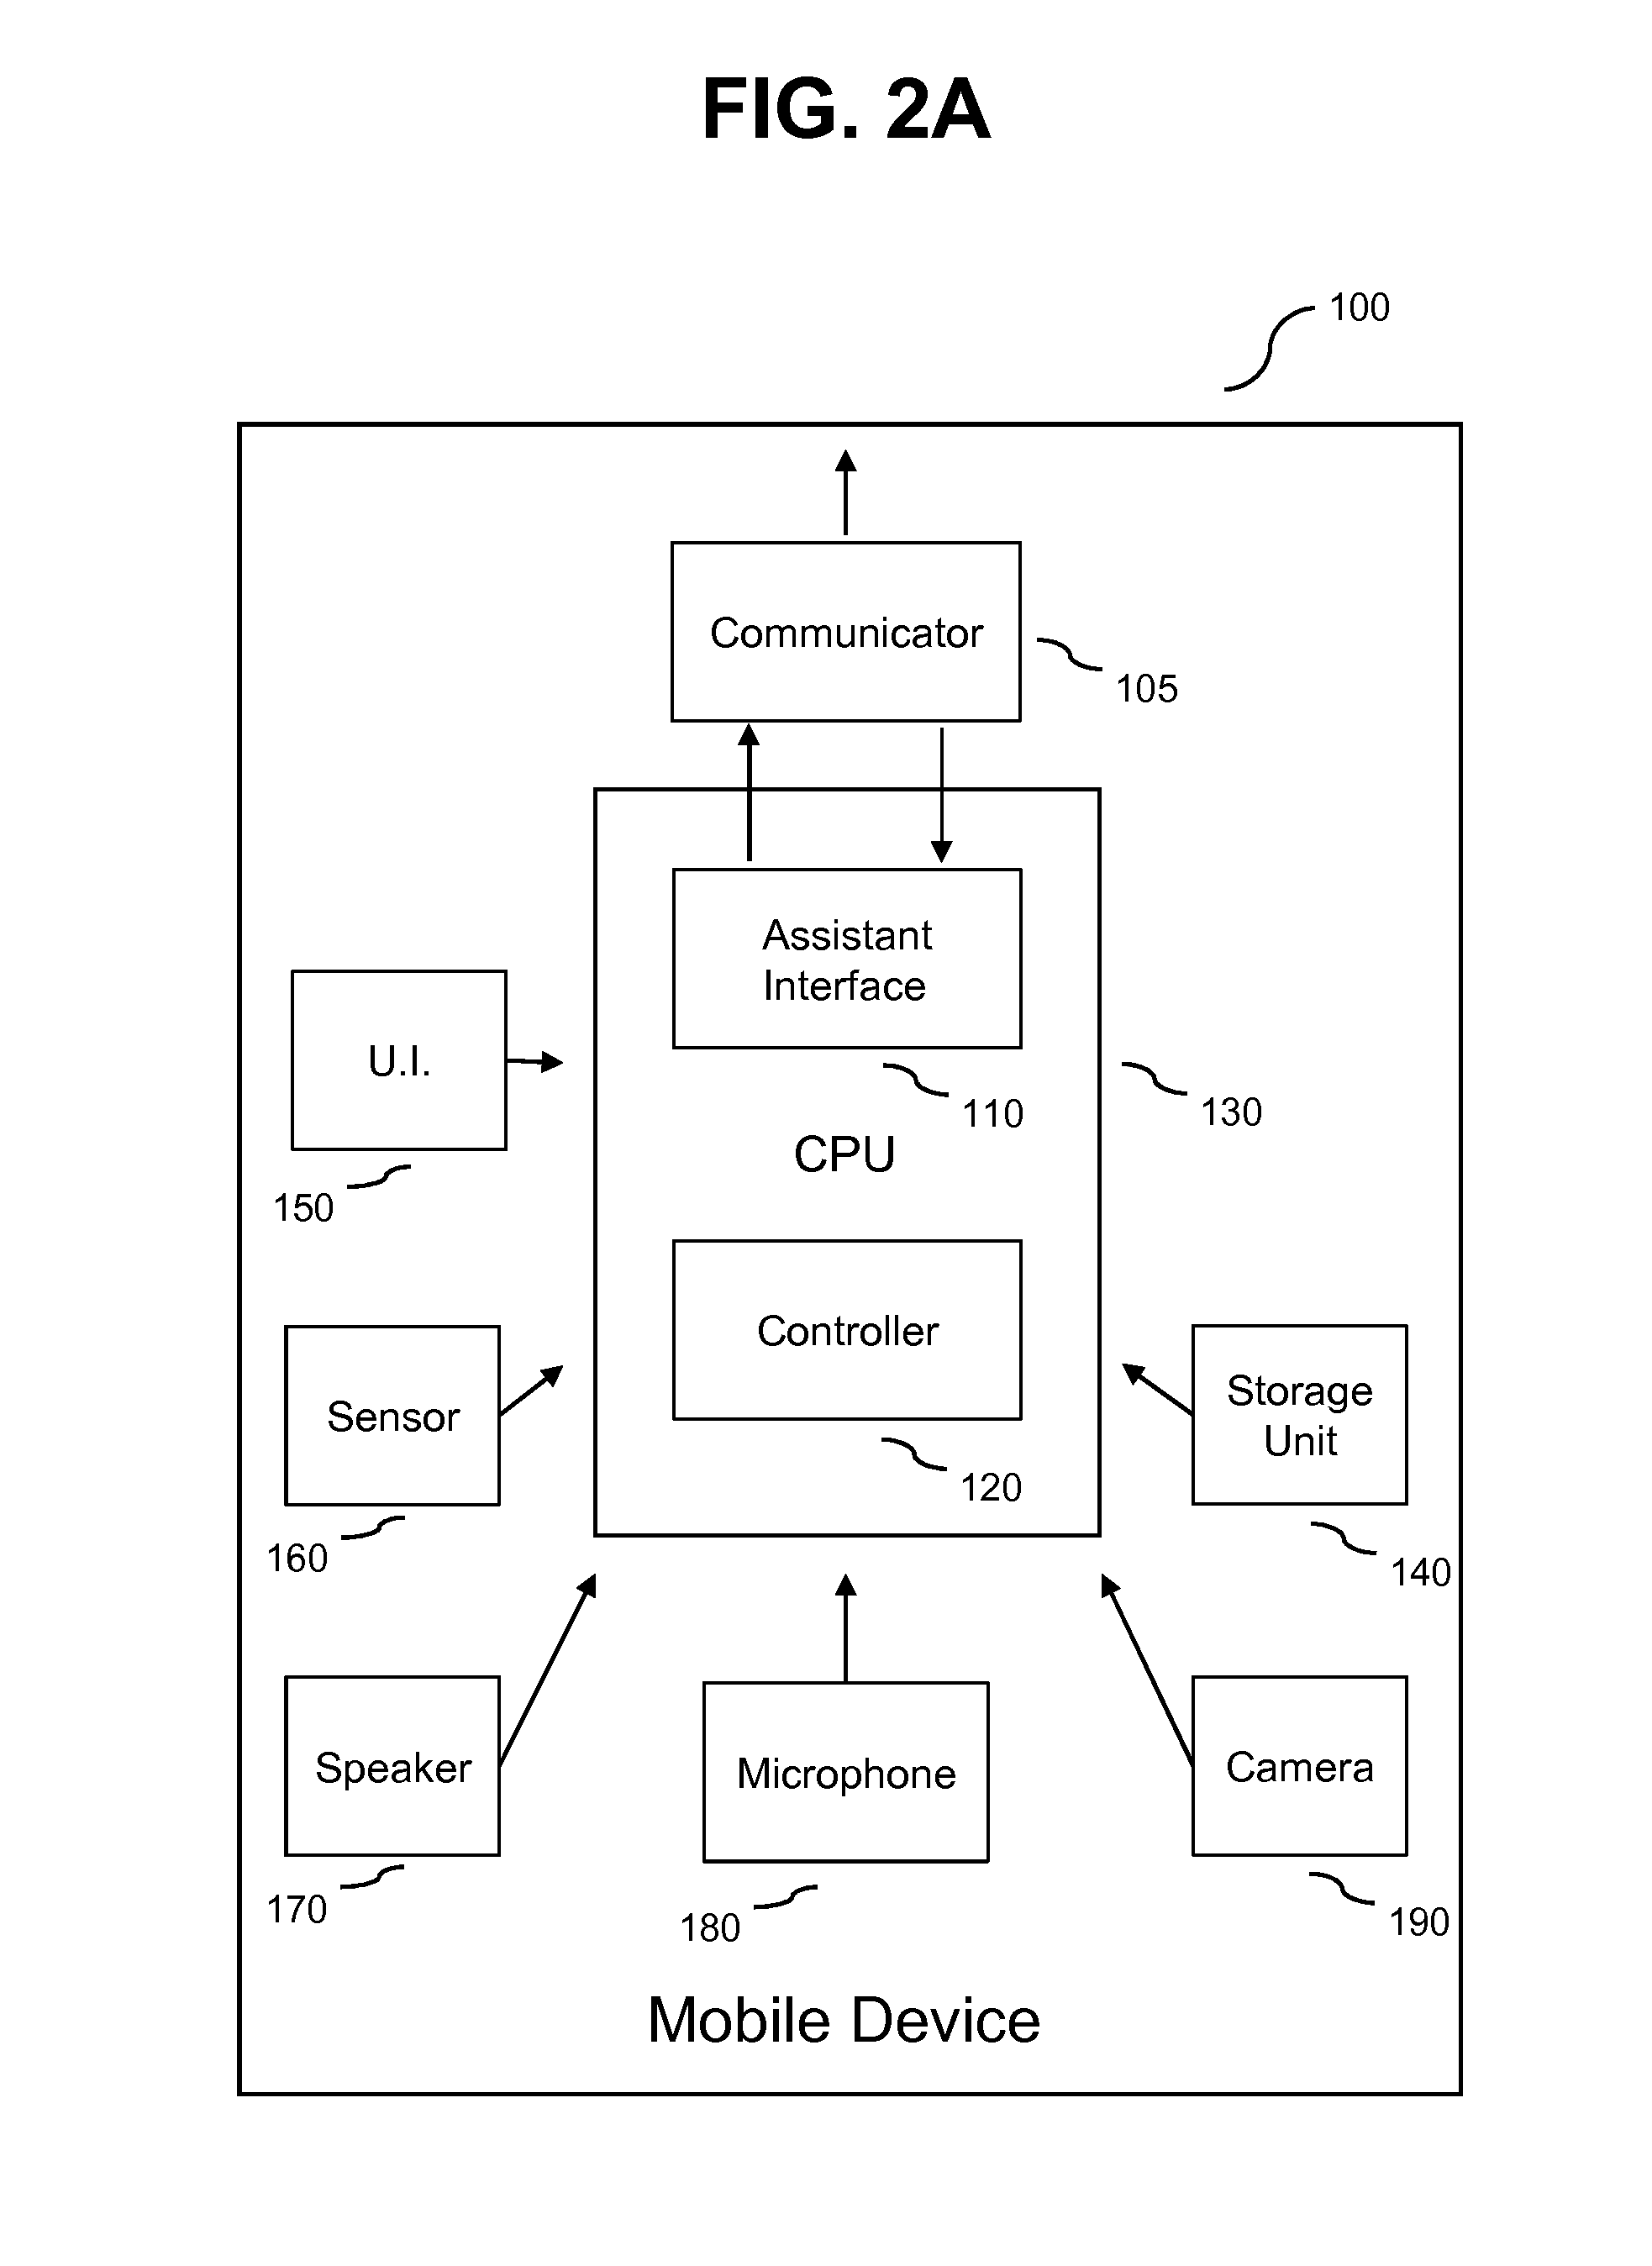 FIG. 2A
100
Communicator
105
Assistant
Interface
110
130
U.I.
150
CPU
Controller
120
Sensor
160
Storage
Unit
140
Speaker
170
Microphone
180
Camera
190
Mobile Device